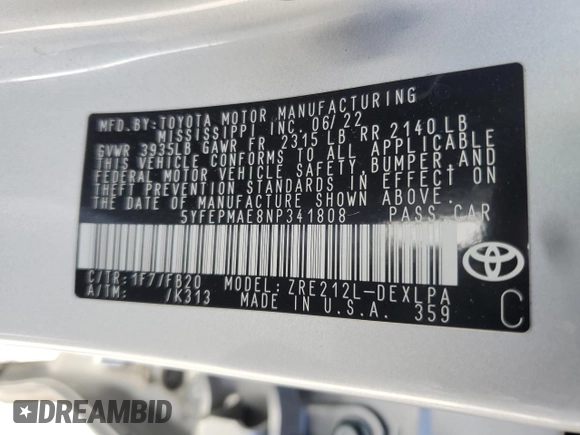 MFD.BY:TOYOTA MOTOR MANUFACTURING
MISSISSIPPI INC. 06/22
GVWR 3935LB GAWR FR 2315 LB RR 2140LB
THIS VEHICLE CONFORMS TO ALL APPLICABLE
FEDERAL MOTOR VEHICLE SAFETY, BUMPER, AND
THEFT PREVENTION STANDARDS IN EFFECT ON
THE DATE OF MANUFACTURE SHOWN ABOVE.
5YFEPMAE8NP341808 PASS CAR
C/TR: 1F7/FB20 MODEL: ZRE212L-DEXLPA
A/TM: /K313 MADE IN U.S.A. 359
TOYOTA
C
DREAMBID